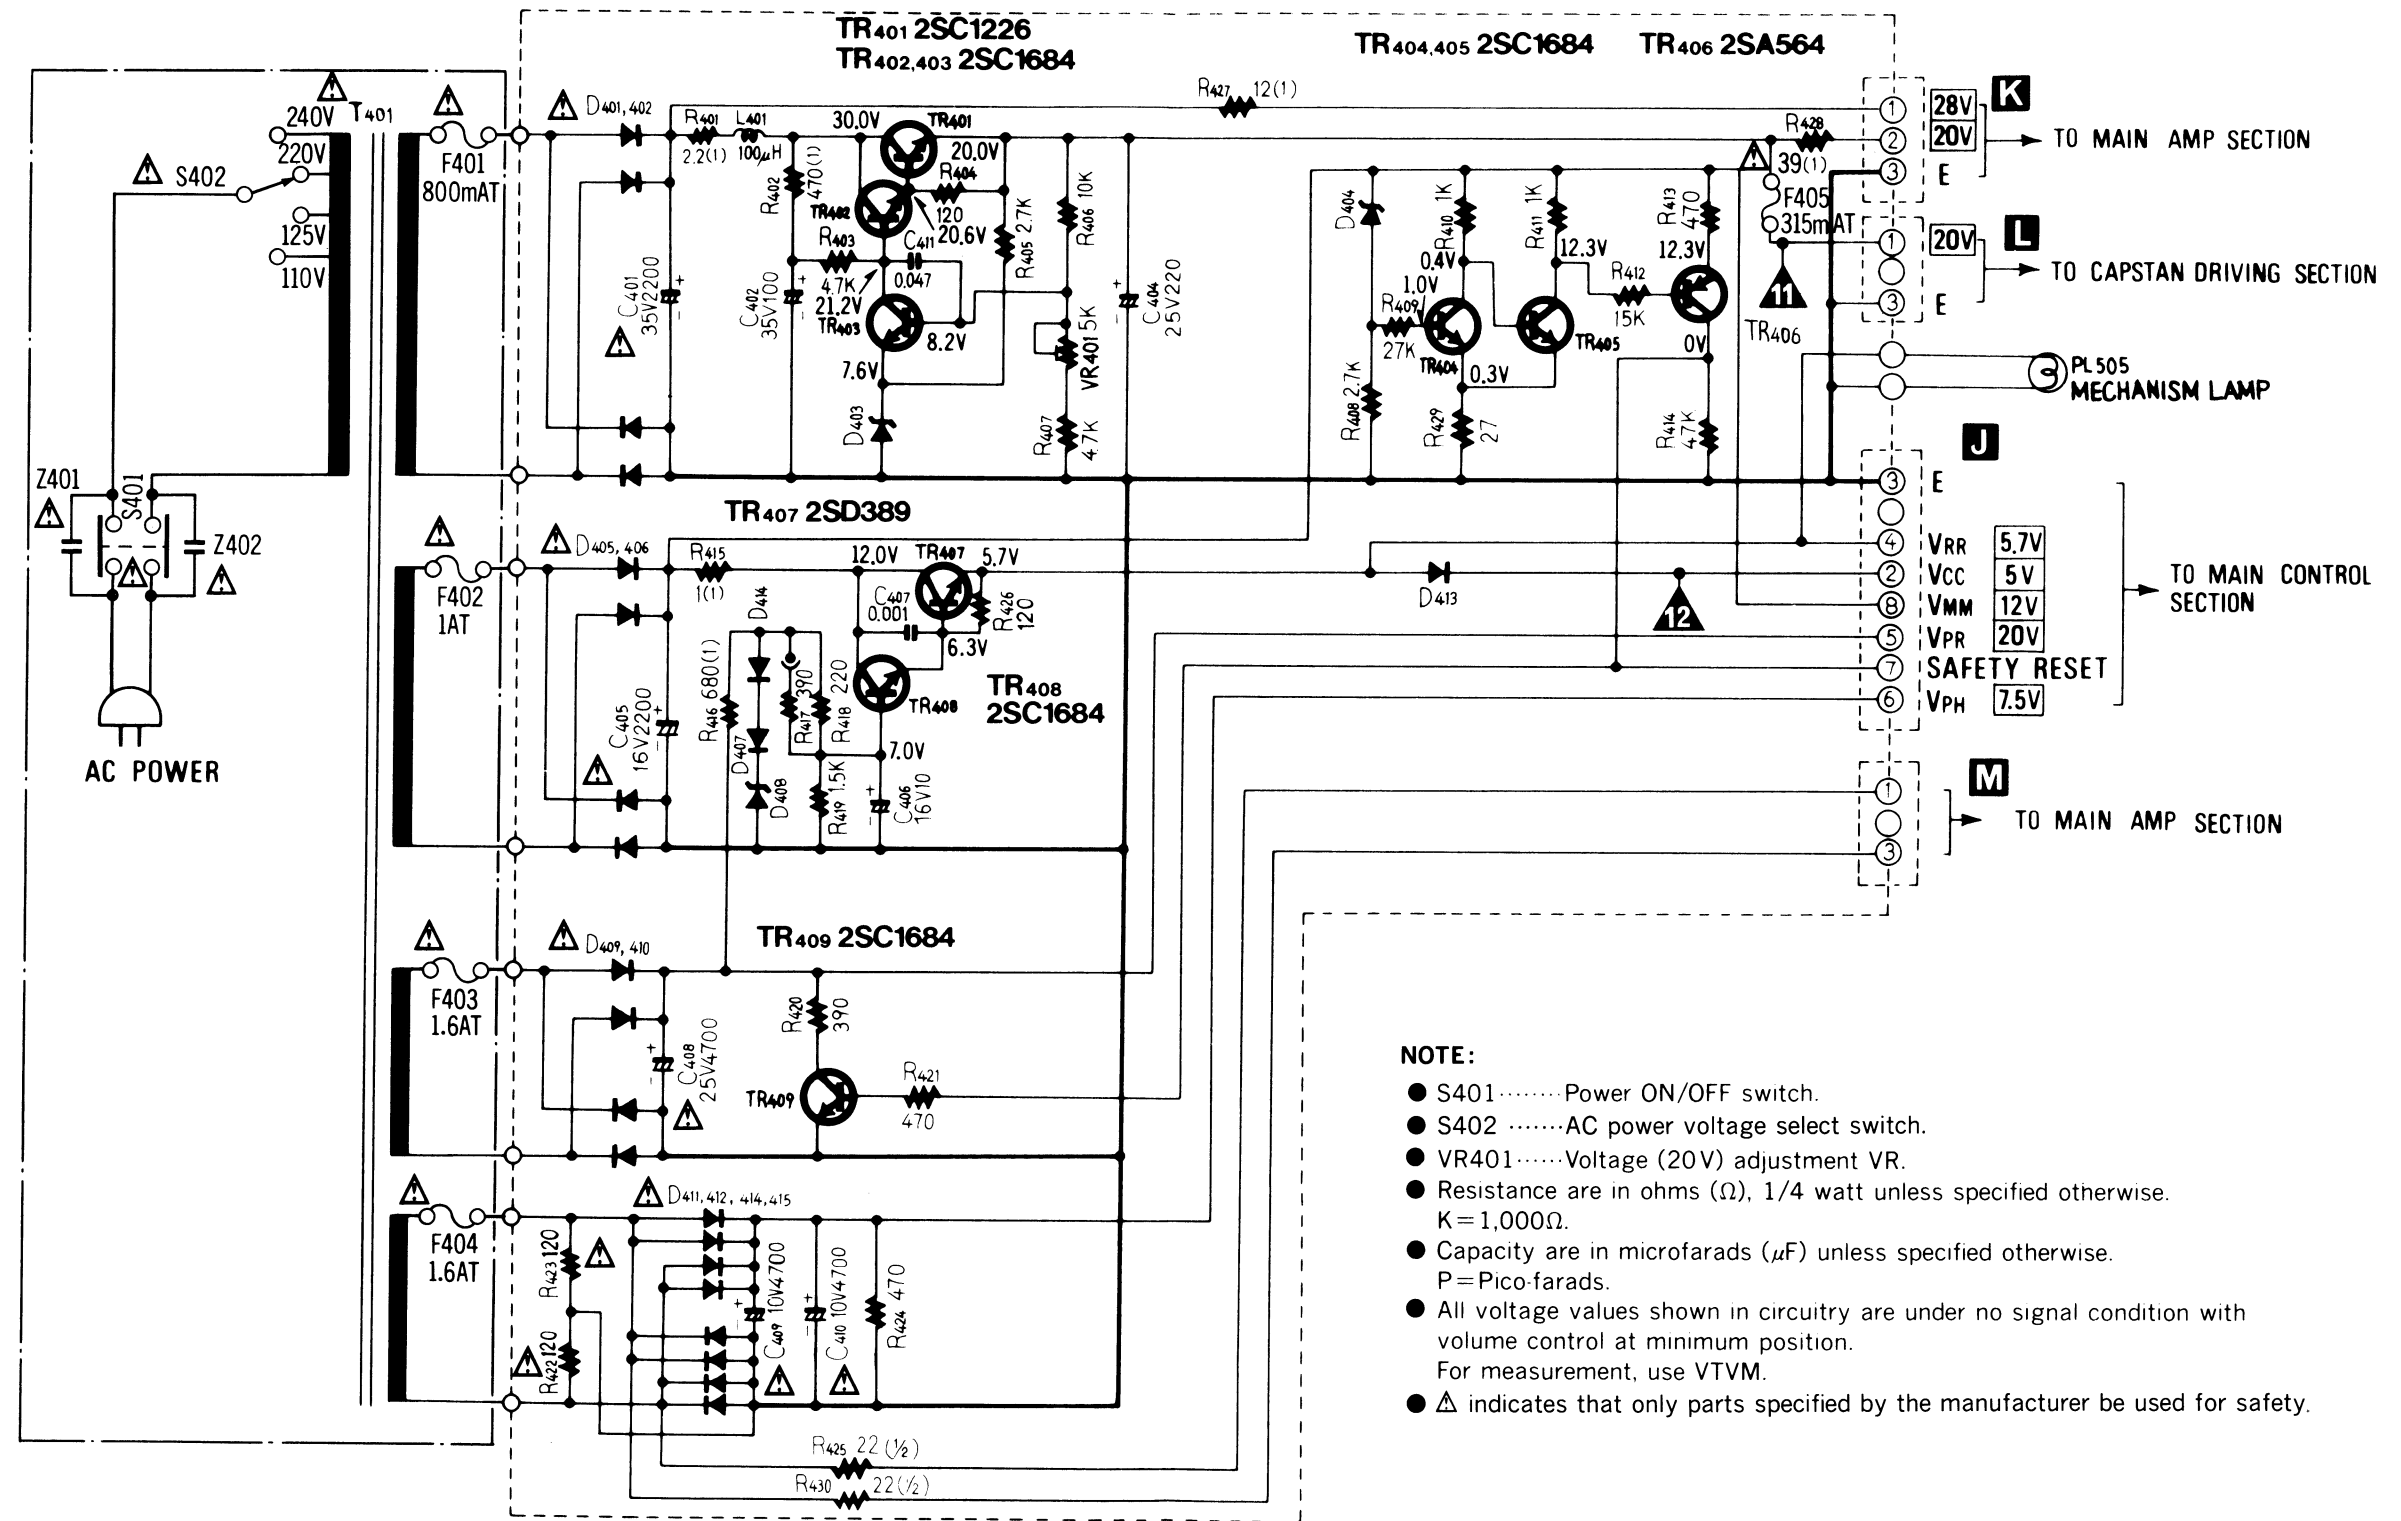 TR401 2SC1226
TR402,403 2SC1684
TR404,405 2SC1684
TR406 2SA564
T401
240V
220V
125V
110V
S402
F401
800mAT
D401,402
R401
2.2(1)
L401
100μH
30.0V
TR401
20.0V
R427 12(1)
R402 470(1)
TR402
R404
120
20.6V
R403
4.7K
21.2V
C411
0.047
R405 2.7K
R406 10K
C401
35V2200
C402
35V100
TR403
8.2V
7.6V
D403
VR401 5K
R407
4.7K
C404
25V220
D404
R410 1K
R411 1K
R413
470
0.4V
12.3V
12.3V
1.0V
R409
27K
R412
15K
TR404
TR405
0V
0.3V
R408 2.7K
R429
27
R414
47K
R428
39(1)
F405
315mAT
11
TR406
1
28V
K
2
20V
3
E
TO MAIN AMP SECTION
L
1
20V
3
E
TO CAPSTAN DRIVING SECTION
PL505
MECHANISM LAMP
J
3
E
4
VRR
5.7V
2
VCC
5V
8
VMM
12V
5
VPR
20V
7
SAFETY RESET
6
VPH
7.5V
TO MAIN CONTROL
SECTION
M
1
3
TO MAIN AMP SECTION
Z401
S401
Z402
AC POWER
TR407 2SD389
F402
1AT
D405,406
R415
1(1)
12.0V
TR407
5.7V
D414
C407
0.001
R426
120
6.3V
R416 680(1)
R417 390
R418 220
TR408
TR408
2SC1684
C405
16V2200
D407
D408
7.0V
R419 1.5K
C406
16V10
D413
12
TR409 2SC1684
F403
1.6AT
D409,410
R420
390
C408
25V4700
TR409
R421
470
F404
1.6AT
D411,412, 414,415
R423 120
R422 120
C409 10V4700
C410 10V4700
R424 470
R425 22 (1/2)
R430 22(1/2)
NOTE:
● S401········Power ON/OFF switch.
● S402 ·······AC power voltage select switch.
● VR401······Voltage (20V) adjustment VR.
● Resistance are in ohms (Ω), 1/4 watt unless specified otherwise.
K=1,000Ω.
● Capacity are in microfarads (μF) unless specified otherwise.
P=Pico-farads.
● All voltage values shown in circuitry are under no signal condition with
volume control at minimum position.
For measurement, use VTVM.
● ⚠ indicates that only parts specified by the manufacturer be used for safety.